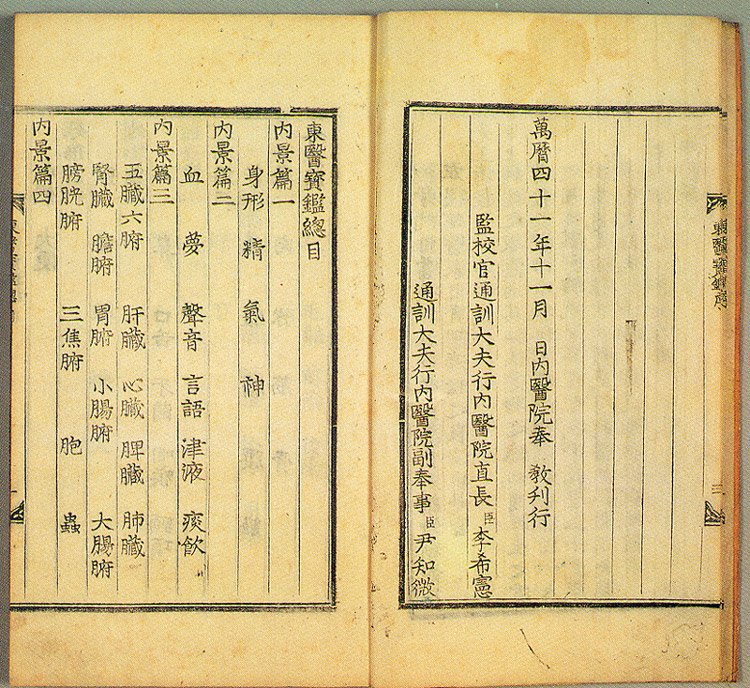 萬曆四十一年十一月 日內醫院奉 教刊行
監校官通訓大夫行內醫院直長臣李希憲
通訓大夫行內醫院副奉事臣尹知微
東醫寶鑑總目
內景篇一
身形 精 氣 神
內景篇二
血 夢 聲音 言語 津液 痰飮
內景篇三
五臟六腑 肝臟 心臟 脾臟 肺臟
腎臟 膽腑 胃腑 小腸腑 大腸腑
膀胱腑 三焦腑 胞 蟲
內景篇四